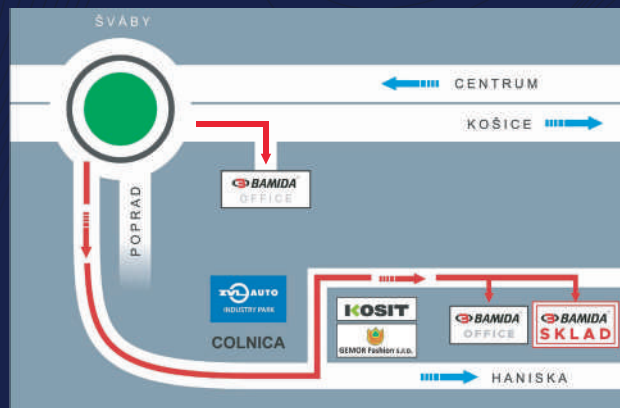 ŠVÁBY
CENTRUM
KOŠICE
BAMIDA
OFFICE
POPRAD
ZVL AUTO
INDUSTRY PARK
COLNICA
KOSIT
GEMOR Fashion s.r.o.
BAMIDA
OFFICE
BAMIDA
SKLAD
HANISKA